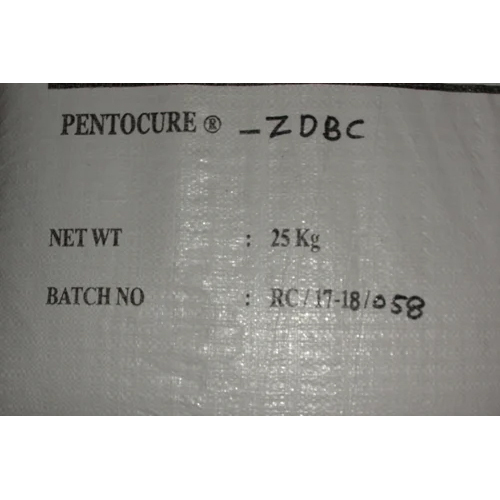 PENTOCURE ® -ZDBC
NET WT : 25 Kg
BATCH NO : RC/17-18/058